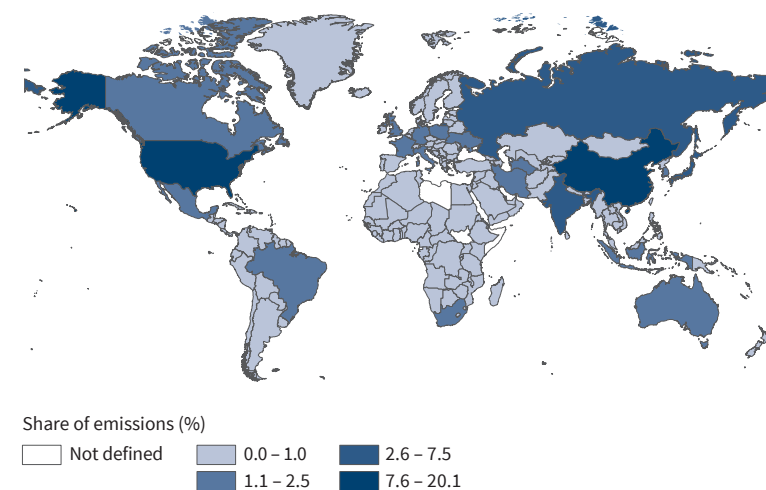 Share of emissions (%)
Not defined 0.0 – 1.0 2.6 – 7.5
1.1 – 2.5 7.6 – 20.1